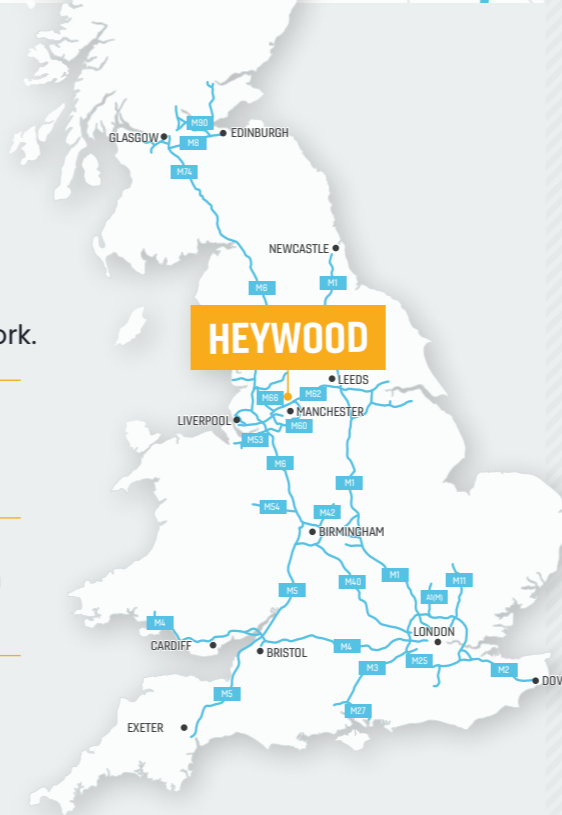 M90
GLASGOW
EDINBURGH
M8
M74
NEWCASTLE
M6
M1
ork.
HEYWOOD
LEEDS
M66
M62
MANCHESTER
LIVERPOOL
M60
M53
M6
M1
M54
M42
BIRMINGHAM
M1
M40
M11
M5
A1(M)
M4
LONDON
CARDIFF
M4
BRISTOL
M25
M3
M2
DOV
M5
M27
EXETER